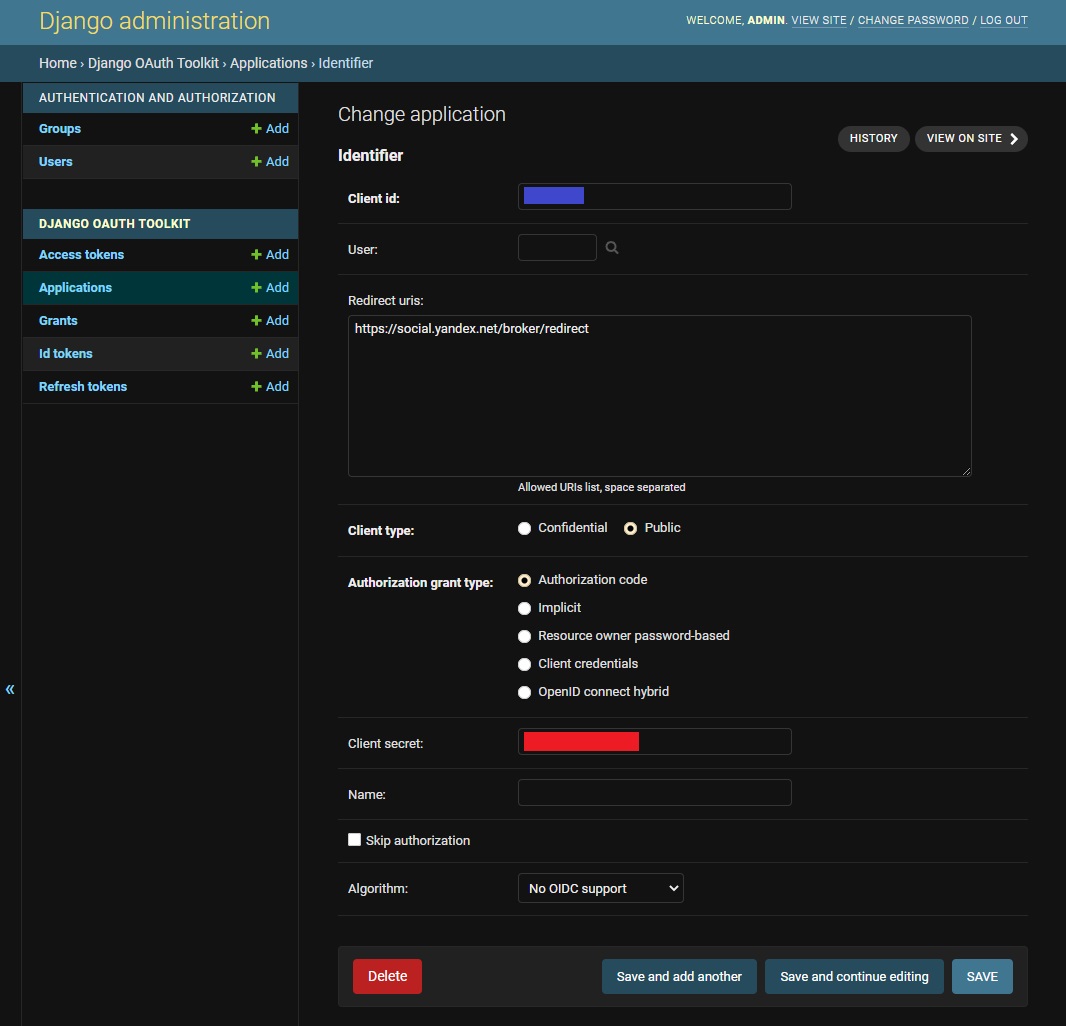 Django administration
WELCOME, ADMIN. VIEW SITE / CHANGE PASSWORD / LOG OUT
Home › Django OAuth Toolkit › Applications › Identifier
AUTHENTICATION AND AUTHORIZATION
Groups + Add
Users + Add
DJANGO OAUTH TOOLKIT
Access tokens + Add
Applications + Add
Grants + Add
Id tokens + Add
Refresh tokens + Add
«
Change application
HISTORY
VIEW ON SITE
Identifier
Client id:
User:
Redirect uris:
https://social.yandex.net/broker/redirect
Allowed URIs list, space separated
Client type:
Confidential
Public
Authorization grant type:
Authorization code
Implicit
Resource owner password-based
Client credentials
OpenID connect hybrid
Client secret:
Name:
Skip authorization
Algorithm:
No OIDC support
Delete
Save and add another
Save and continue editing
SAVE